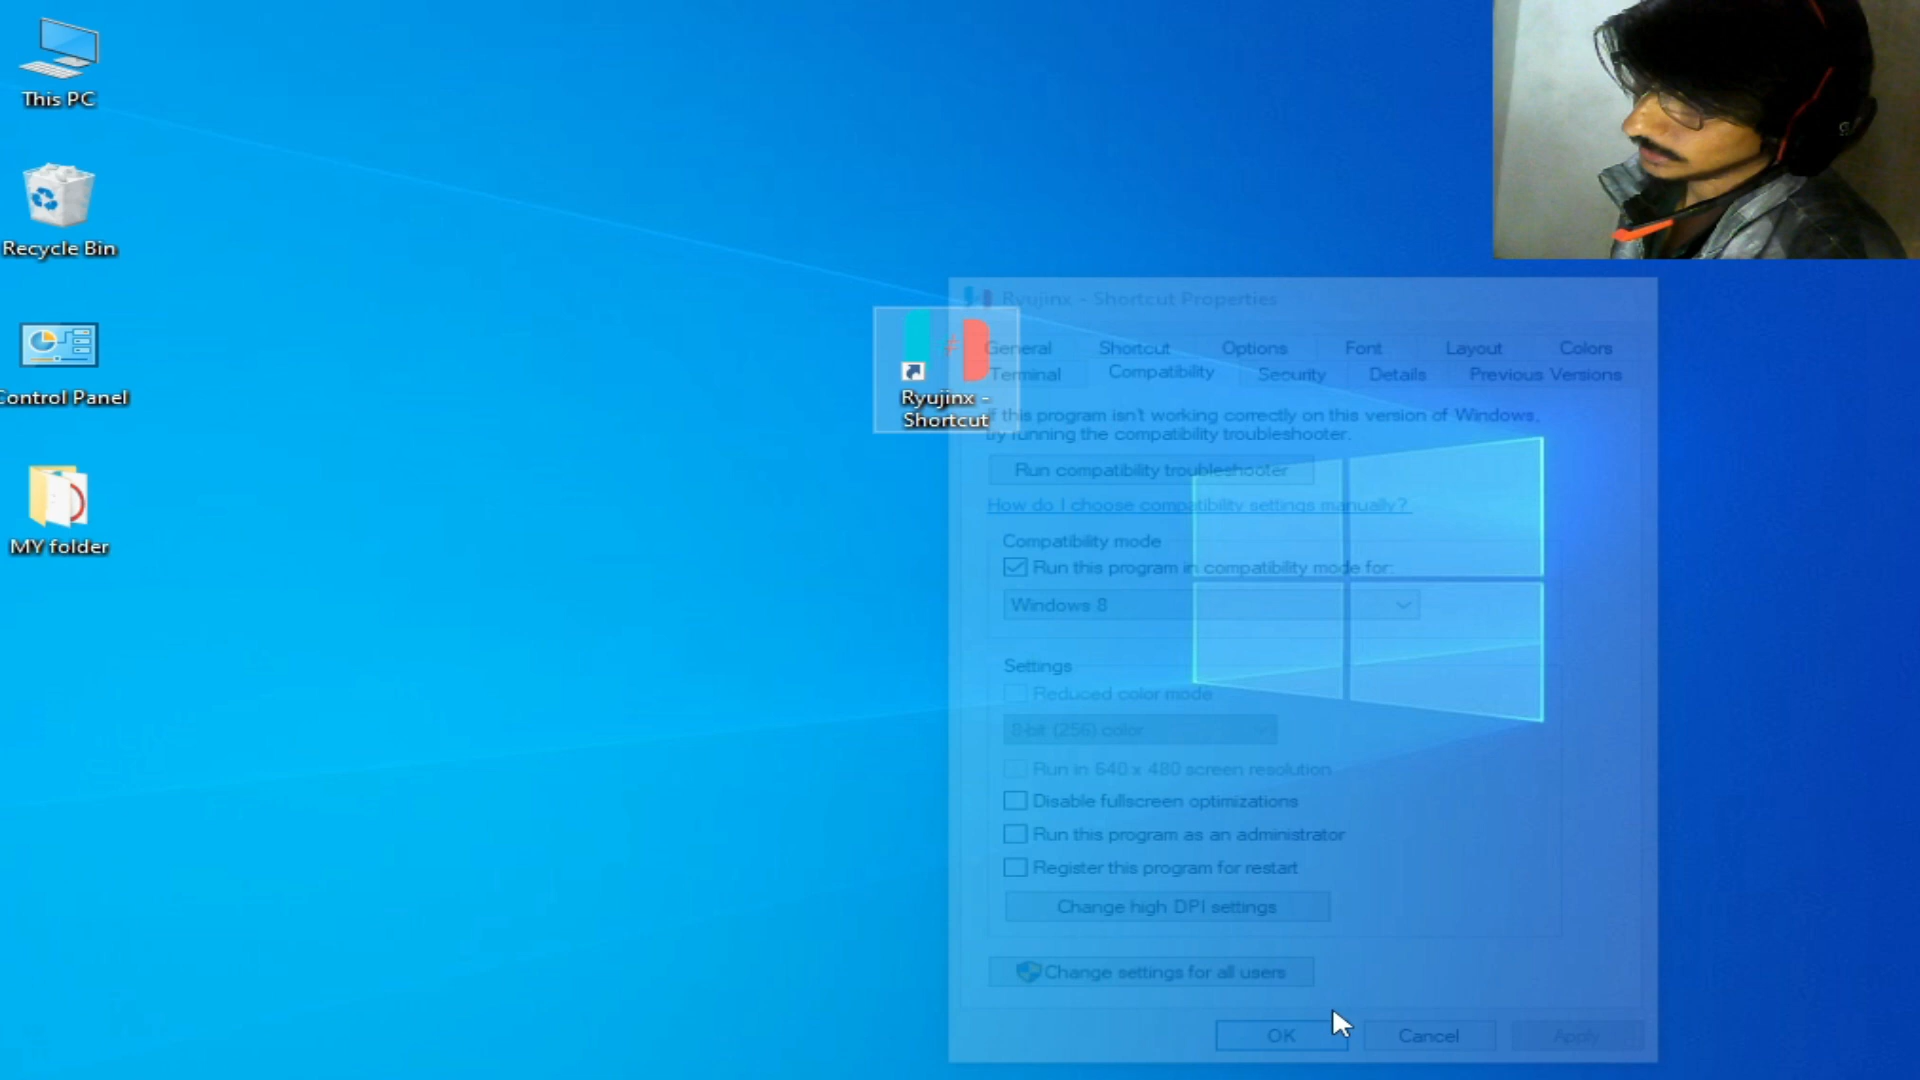 This PC
Recycle Bin
Control Panel
MY folder
Ryujinx -
Shortcut
Ryujinx - Shortcut Properties
General Shortcut Options Font Layout Colors
Terminal Compatibility Security Details Previous Versions
If this program isn't working correctly on this version of Windows,
try running the compatibility troubleshooter.
Run compatibility troubleshooter
How do I choose compatibility settings manually?
Compatibility mode
Run this program in compatibility mode for:
Windows 8
Settings
Reduced color mode
8-bit (256) color
Run in 640 x 480 screen resolution
Disable fullscreen optimizations
Run this program as an administrator
Register this program for restart
Change high DPI settings
Change settings for all users
OK Cancel Apply